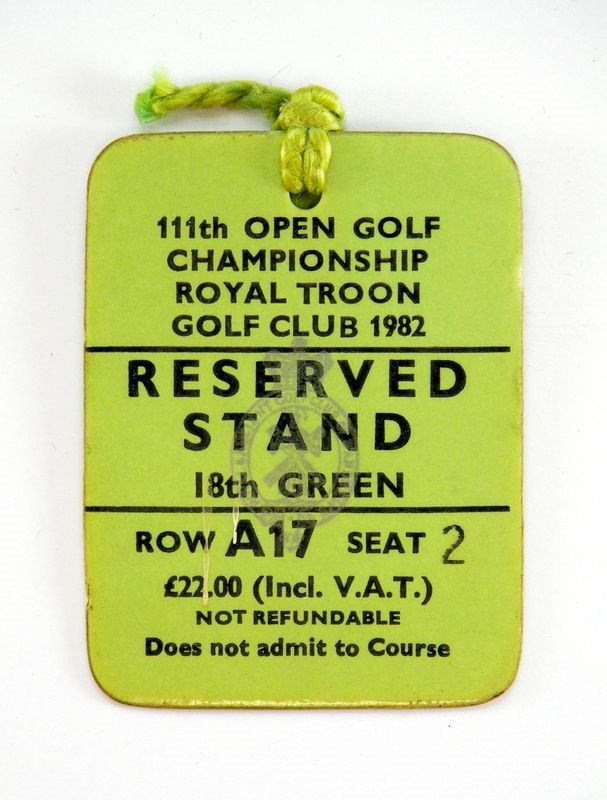 111th OPEN GOLF
CHAMPIONSHIP
ROYAL TROON
GOLF CLUB 1982
RESERVED
STAND
18th GREEN
ROW A17 SEAT 2
£22.00 (Incl. V.A.T.)
NOT REFUNDABLE
Does not admit to Course